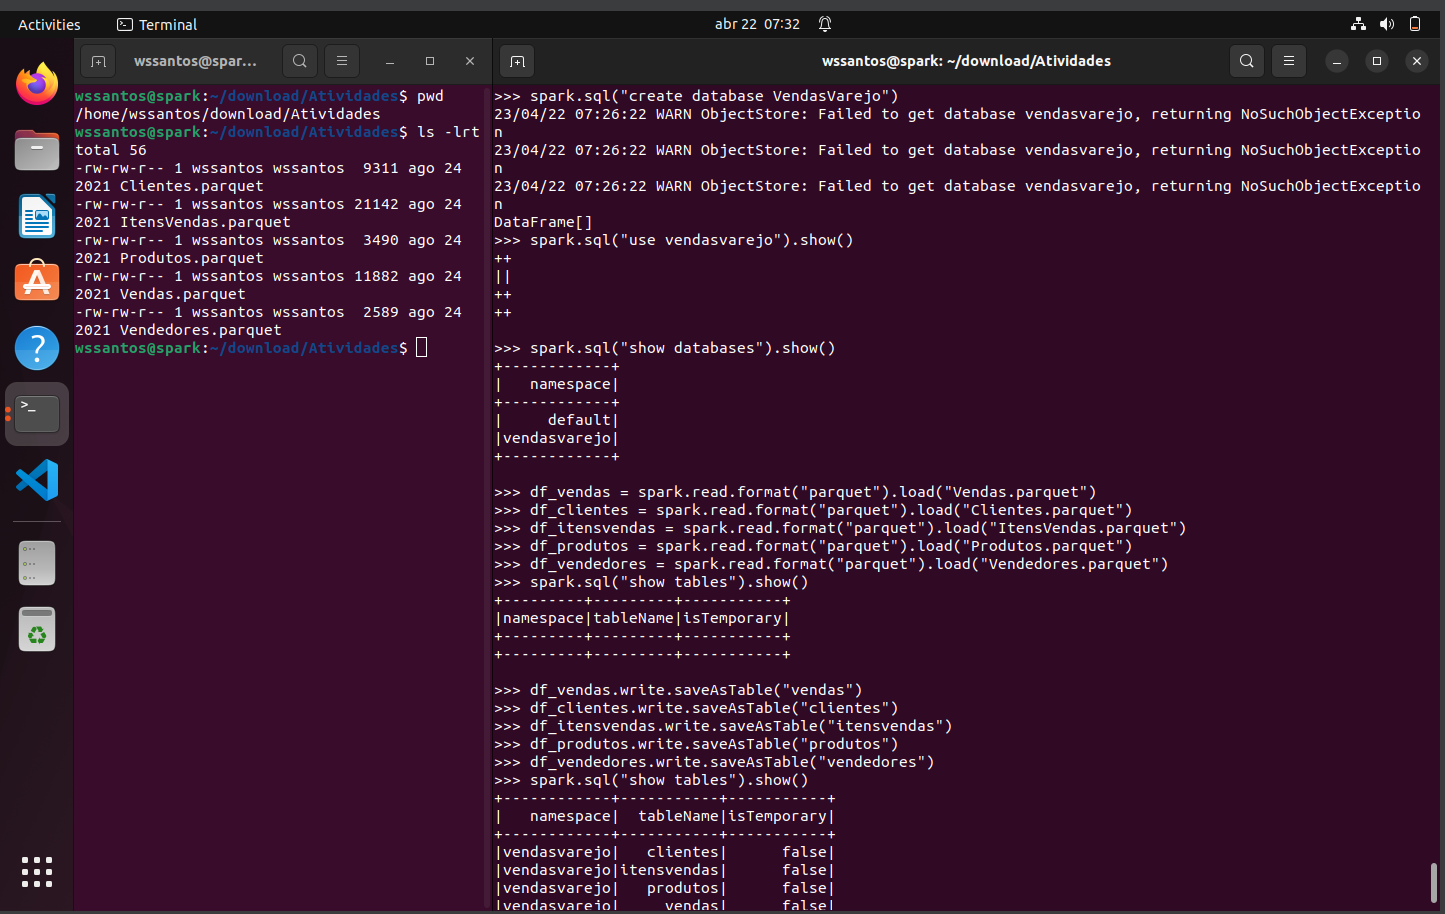 Activities
Terminal
abr 22 07:32
wssantos@spar...
wssantos@spark: ~/download/Atividades
wssantos@spark:~/download/Atividades$ pwd
/home/wssantos/download/Atividades
wssantos@spark:~/download/Atividades$ ls -lrt
total 56
-rw-rw-r-- 1 wssantos wssantos  9311 ago 24
2021 Clientes.parquet
-rw-rw-r-- 1 wssantos wssantos 21142 ago 24
2021 ItensVendas.parquet
-rw-rw-r-- 1 wssantos wssantos  3490 ago 24
2021 Produtos.parquet
-rw-rw-r-- 1 wssantos wssantos 11882 ago 24
2021 Vendas.parquet
-rw-rw-r-- 1 wssantos wssantos  2589 ago 24
2021 Vendedores.parquet
wssantos@spark:~/download/Atividades$
>>> spark.sql("create database VendasVarejo")
23/04/22 07:26:22 WARN ObjectStore: Failed to get database vendasvarejo, returning NoSuchObjectExceptio
n
23/04/22 07:26:22 WARN ObjectStore: Failed to get database vendasvarejo, returning NoSuchObjectExceptio
n
23/04/22 07:26:22 WARN ObjectStore: Failed to get database vendasvarejo, returning NoSuchObjectExceptio
n
DataFrame[]
>>> spark.sql("use vendasvarejo").show()
++
||
++
++
>>> spark.sql("show databases").show()
+------------+
|   namespace|
+------------+
|     default|
|vendasvarejo|
+------------+
>>> df_vendas = spark.read.format("parquet").load("Vendas.parquet")
>>> df_clientes = spark.read.format("parquet").load("Clientes.parquet")
>>> df_itensvendas = spark.read.format("parquet").load("ItensVendas.parquet")
>>> df_produtos = spark.read.format("parquet").load("Produtos.parquet")
>>> df_vendedores = spark.read.format("parquet").load("Vendedores.parquet")
>>> spark.sql("show tables").show()
+---------+---------+-----------+
|namespace|tableName|isTemporary|
+---------+---------+-----------+
+---------+---------+-----------+
>>> df_vendas.write.saveAsTable("vendas")
>>> df_clientes.write.saveAsTable("clientes")
>>> df_itensvendas.write.saveAsTable("itensvendas")
>>> df_produtos.write.saveAsTable("produtos")
>>> df_vendedores.write.saveAsTable("vendedores")
>>> spark.sql("show tables").show()
+------------+-----------+-----------+
|   namespace|  tableName|isTemporary|
+------------+-----------+-----------+
|vendasvarejo|   clientes|      false|
|vendasvarejo|itensvendas|      false|
|vendasvarejo|   produtos|      false|
|vendasvarejo|     vendas|      false|